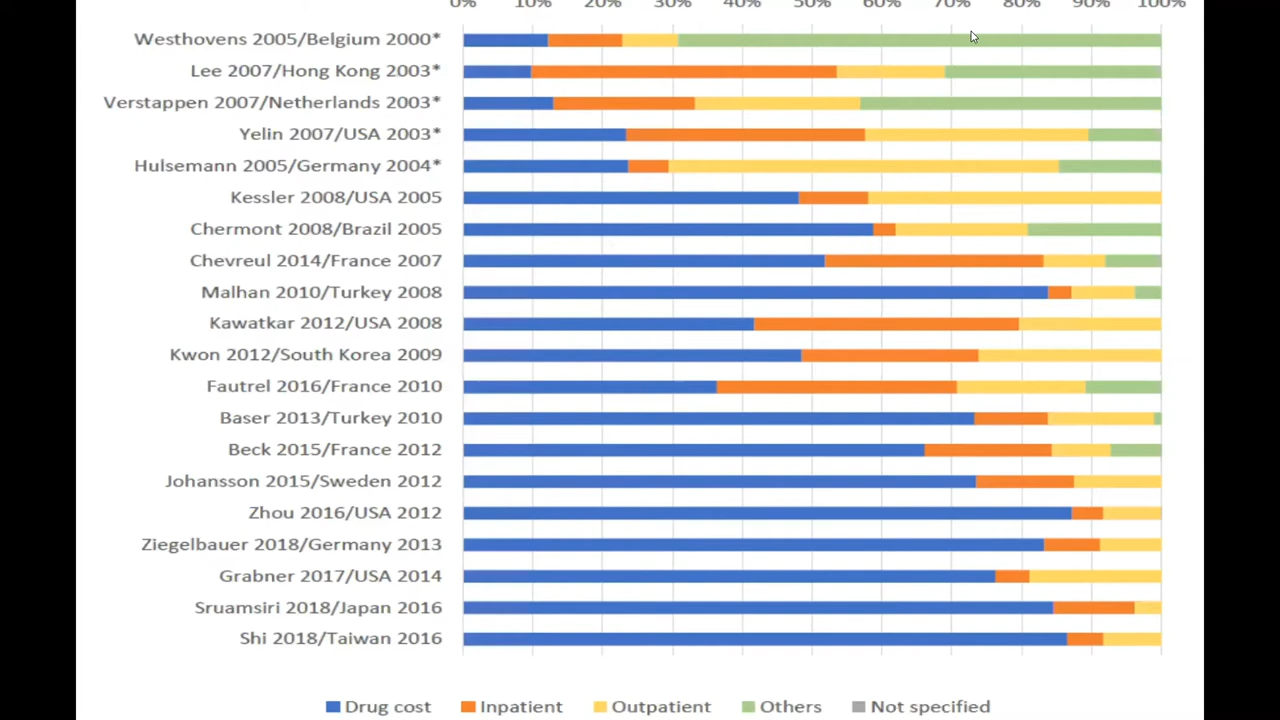 0% 10% 20% 30% 40% 50% 60% 70% 80% 90% 100%
Westhovens 2005/Belgium 2000*
Lee 2007/Hong Kong 2003*
Verstappen 2007/Netherlands 2003*
Yelin 2007/USA 2003*
Hulsemann 2005/Germany 2004*
Kessler 2008/USA 2005
Chermont 2008/Brazil 2005
Chevreul 2014/France 2007
Malhan 2010/Turkey 2008
Kawatkar 2012/USA 2008
Kwon 2012/South Korea 2009
Fautrel 2016/France 2010
Baser 2013/Turkey 2010
Beck 2015/France 2012
Johansson 2015/Sweden 2012
Zhou 2016/USA 2012
Ziegelbauer 2018/Germany 2013
Grabner 2017/USA 2014
Sruamsiri 2018/Japan 2016
Shi 2018/Taiwan 2016
Drug cost Inpatient Outpatient Others Not specified